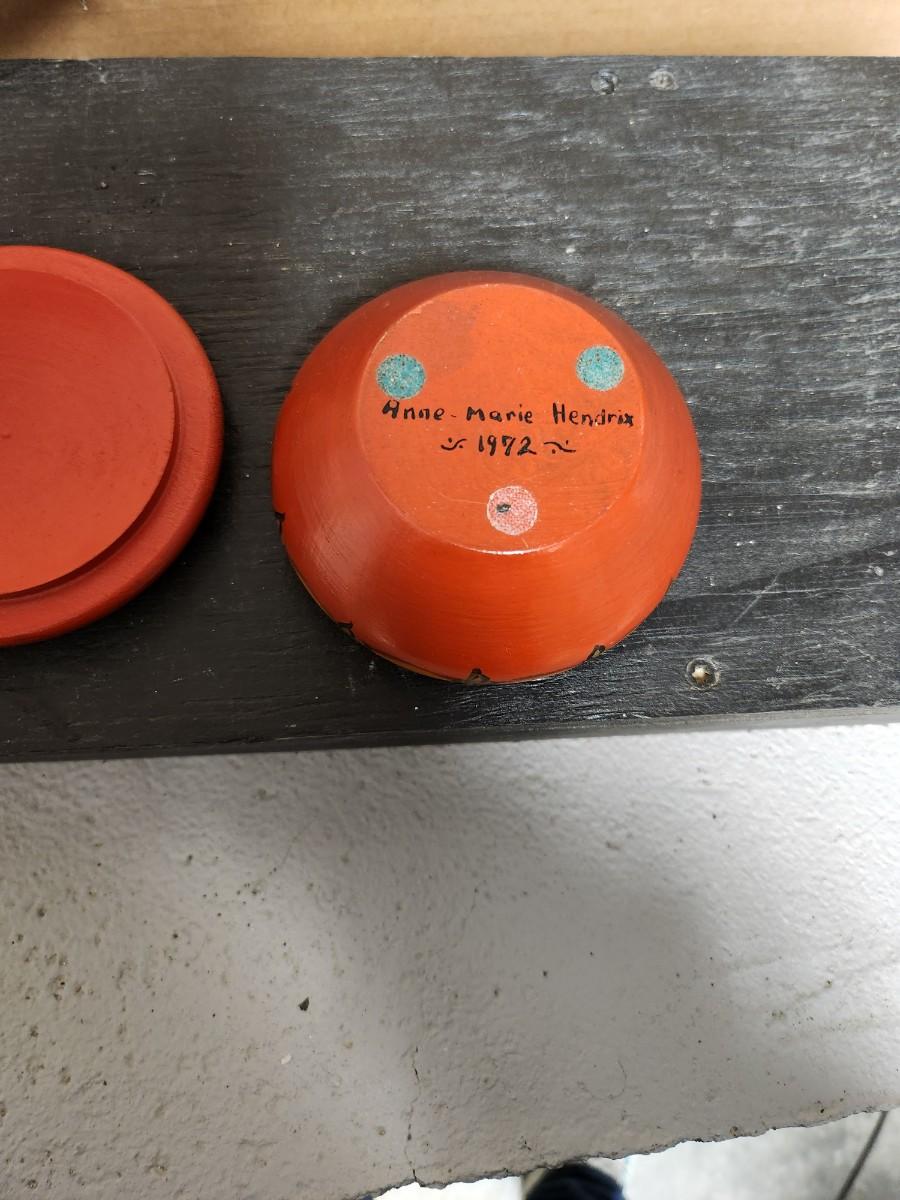 Anne-Marie Hendrix
~ 1972 ~